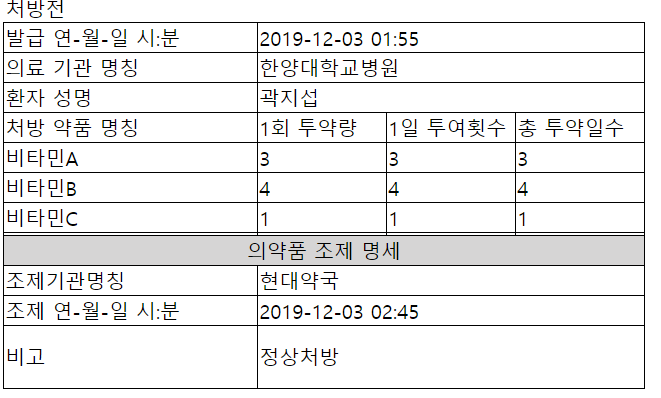 처방전
발급 연-월-일 시:분 2019-12-03 01:55
의료 기관 명칭 한양대학교병원
환자 성명 곽지섭
처방 약품 명칭 1회 투약량 1일 투여횟수 총 투약일수
비타민A 3 3 3
비타민B 4 4 4
비타민C 1 1 1
의약품 조제 명세
조제기관명칭 현대약국
조제 연-월-일 시:분 2019-12-03 02:45
비고 정상처방